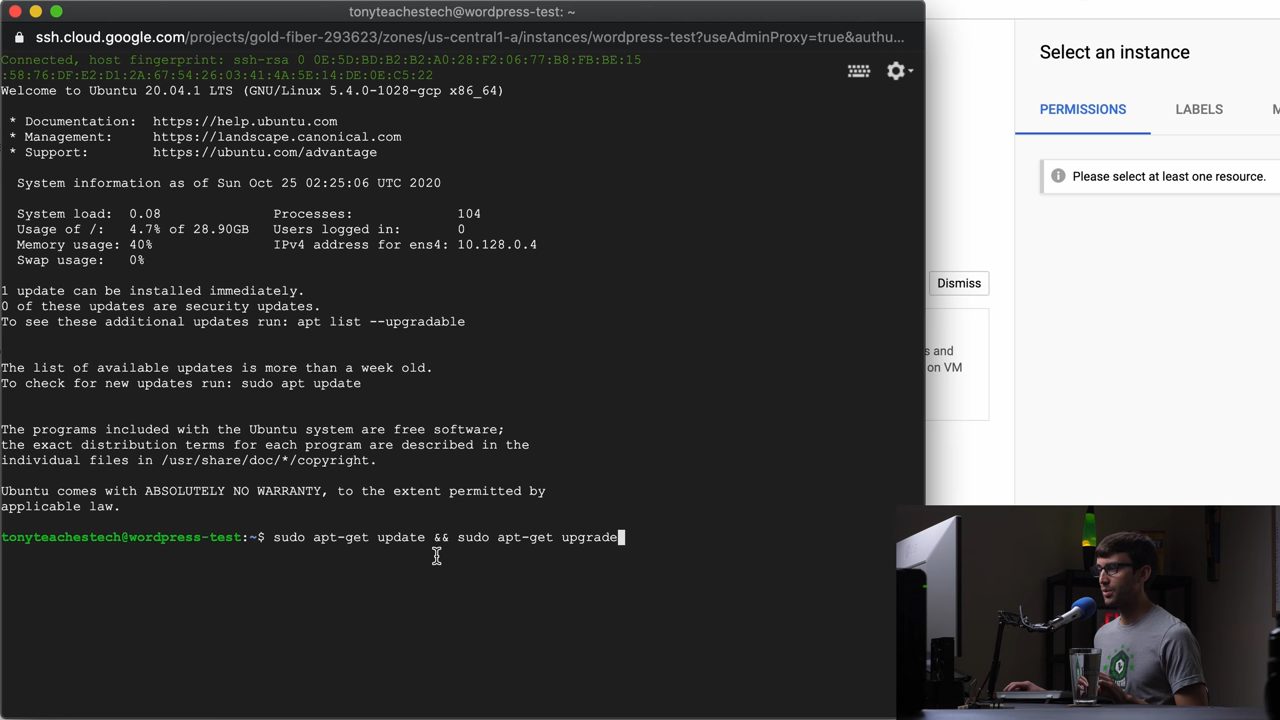 tonyteachestech@wordpress-test: ~
ssh.cloud.google.com/projects/gold-fiber-293623/zones/us-central1-a/instances/wordpress-test?useAdminProxy=true&authu...
Connected, host fingerprint: ssh-rsa 0 0E:5D:BD:B2:B2:A0:28:F2:06:77:B8:FB:BE:15
:58:76:DF:E2:D1:2A:67:54:26:03:41:4A:5E:14:DE:0E:C5:22
Welcome to Ubuntu 20.04.1 LTS (GNU/Linux 5.4.0-1028-gcp x86_64)
* Documentation: https://help.ubuntu.com
* Management: https://landscape.canonical.com
* Support: https://ubuntu.com/advantage
System information as of Sun Oct 25 02:25:06 UTC 2020
System load: 0.08 Processes: 104
Usage of /: 4.7% of 28.90GB Users logged in: 0
Memory usage: 40% IPv4 address for ens4: 10.128.0.4
Swap usage: 0%
1 update can be installed immediately.
0 of these updates are security updates.
To see these additional updates run: apt list --upgradable
The list of available updates is more than a week old.
To check for new updates run: sudo apt update
The programs included with the Ubuntu system are free software;
the exact distribution terms for each program are described in the
individual files in /usr/share/doc/*/copyright.
Ubuntu comes with ABSOLUTELY NO WARRANTY, to the extent permitted by
applicable law.
tonyteachestech@wordpress-test:~$ sudo apt-get update && sudo apt-get upgrade
Select an instance
PERMISSIONS LABELS M
Please select at least one resource.
Dismiss
s and
on VM